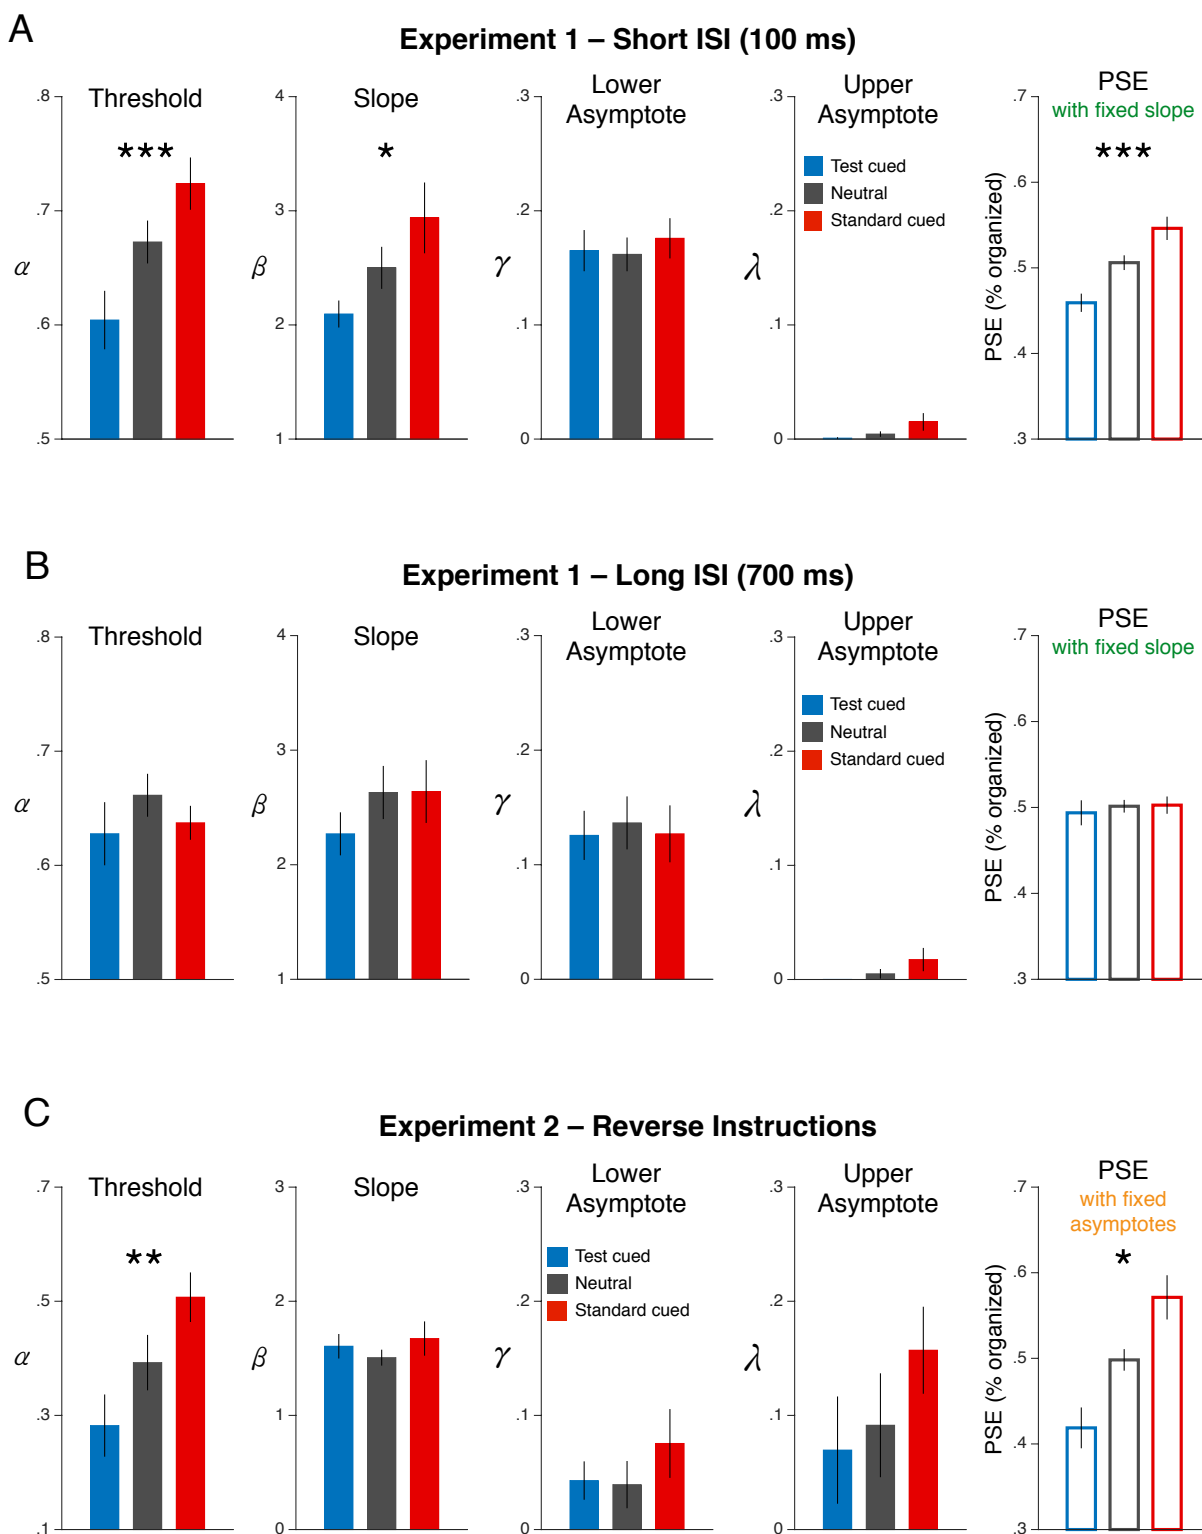 A
Experiment 1 – Short ISI (100 ms)
Threshold
***
α
.8
.7
.6
.5
Slope
*
β
4
3
2
1
Lower
Asymptote
γ
.3
.2
.1
0
Upper
Asymptote
Test cued
Neutral
Standard cued
λ
.3
.2
.1
0
PSE
with fixed slope
***
PSE (% organized)
.7
.6
.5
.4
.3
B
Experiment 1 – Long ISI (700 ms)
Threshold
α
.8
.7
.6
.5
Slope
β
4
3
2
1
Lower
Asymptote
γ
.3
.2
.1
0
Upper
Asymptote
Test cued
Neutral
Standard cued
λ
.3
.2
.1
0
PSE
with fixed slope
PSE (% organized)
.7
.6
.5
.4
.3
C
Experiment 2 – Reverse Instructions
Threshold
**
α
.7
.5
.3
.1
Slope
β
3
2
1
0
Lower
Asymptote
Test cued
Neutral
Standard cued
γ
.3
.2
.1
0
Upper
Asymptote
λ
.3
.2
.1
0
PSE
with fixed
asymptotes
*
PSE (% organized)
.7
.6
.5
.4
.3